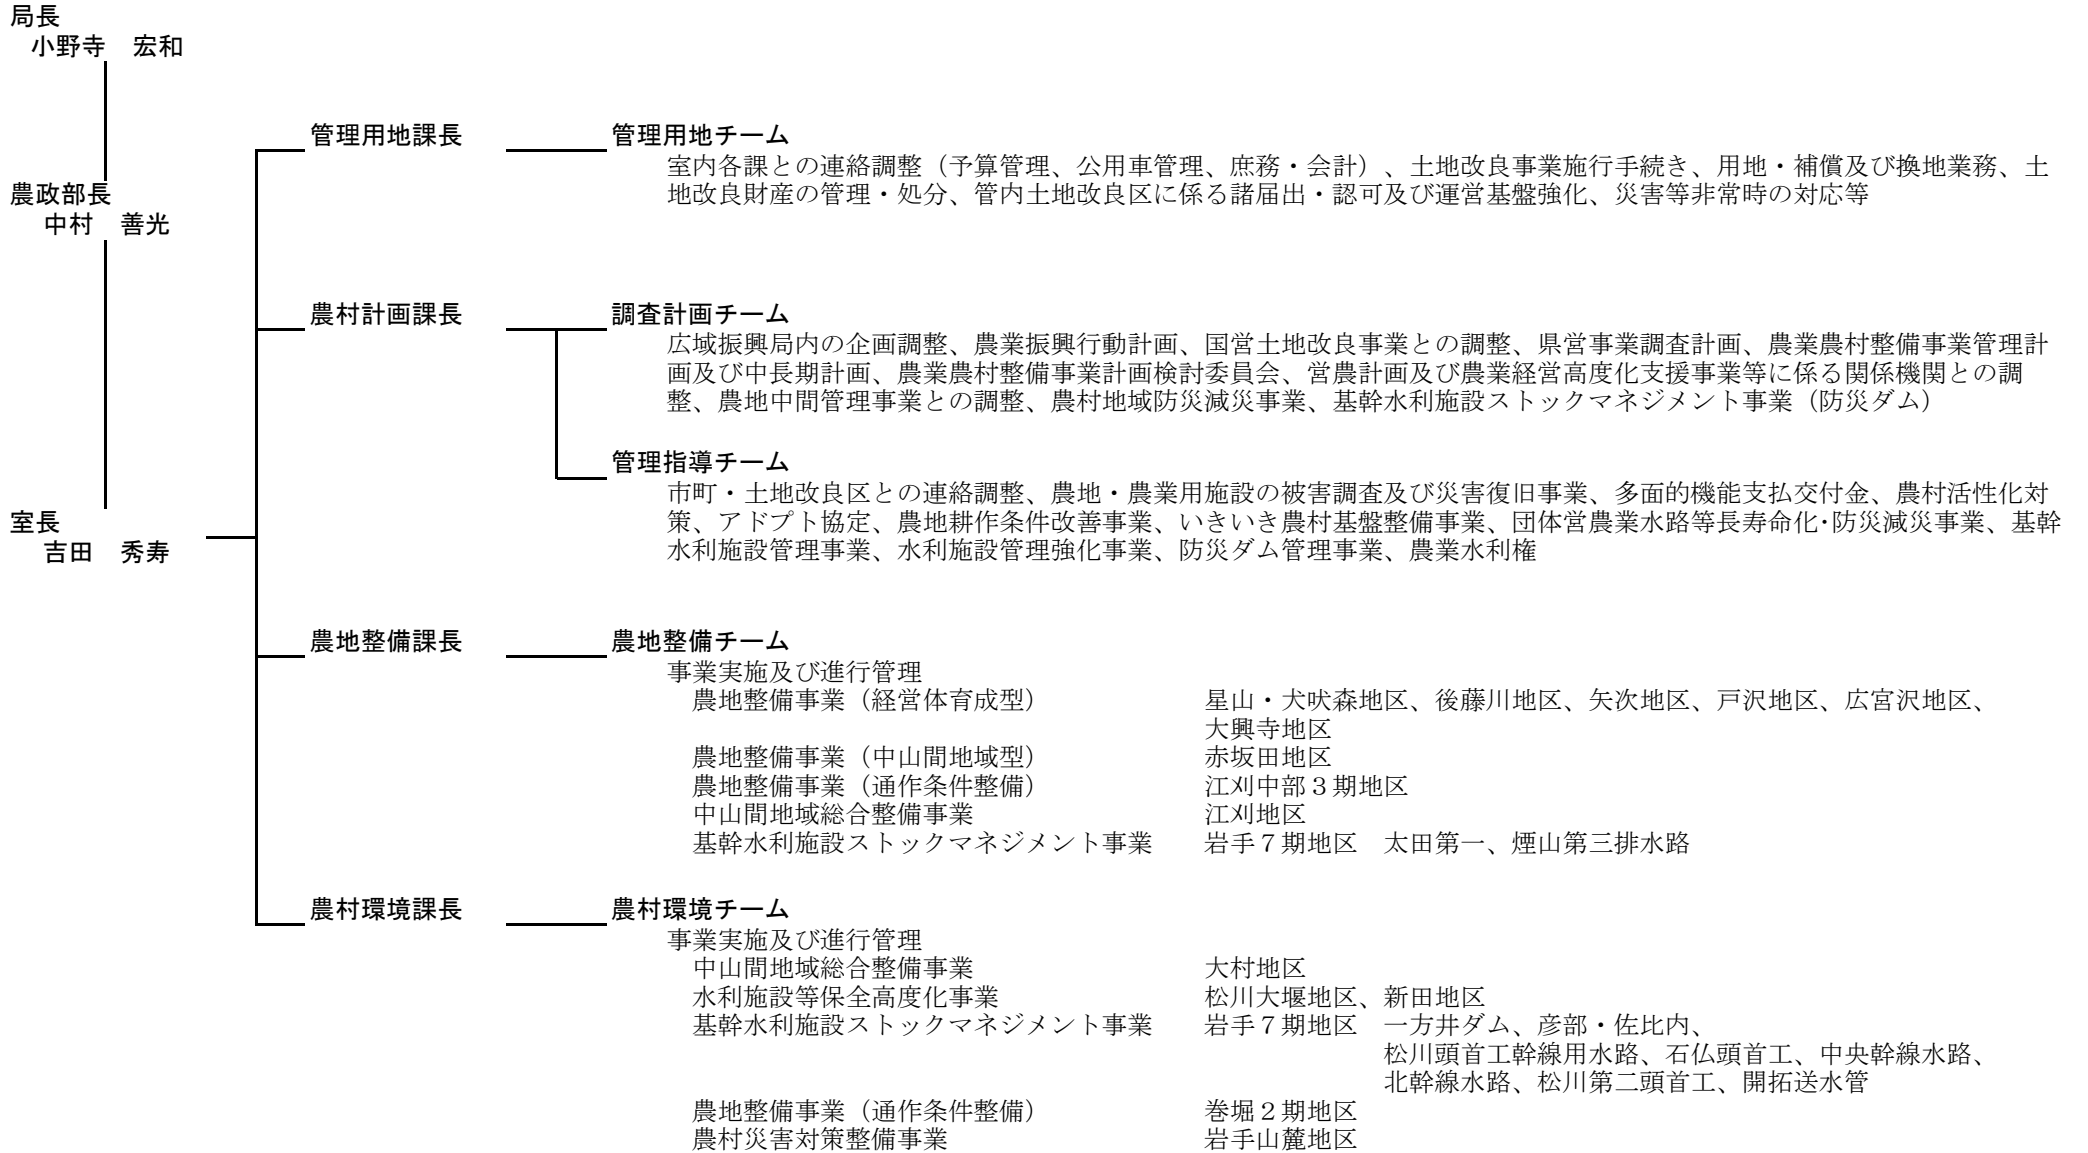 局長
小野寺　宏和
農政部長
中村　善光
室長
吉田　秀寿
管理用地課長
管理用地チーム
室内各課との連絡調整（予算管理、公用車管理、庶務・会計）、土地改良事業施行手続き、用地・補償及び換地業務、土
地改良財産の管理・処分、管内土地改良区に係る諸届出・認可及び運営基盤強化、災害等非常時の対応等
農村計画課長
調査計画チーム
広域振興局内の企画調整、農業振興行動計画、国営土地改良事業との調整、県営事業調査計画、農業農村整備事業管理計
画及び中長期計画、農業農村整備事業計画検討委員会、営農計画及び農業経営高度化支援事業等に係る関係機関との調
整、農地中間管理事業との調整、農村地域防災減災事業、基幹水利施設ストックマネジメント事業（防災ダム）
管理指導チーム
市町・土地改良区との連絡調整、農地・農業用施設の被害調査及び災害復旧事業、多面的機能支払交付金、農村活性化対
策、アドプト協定、農地耕作条件改善事業、いきいき農村基盤整備事業、団体営農業水路等長寿命化･防災減災事業、基幹
水利施設管理事業、水利施設管理強化事業、防災ダム管理事業、農業水利権
農地整備課長
農地整備チーム
事業実施及び進行管理
農地整備事業（経営体育成型）　星山・犬吠森地区、後藤川地区、矢次地区、戸沢地区、広宮沢地区、
大興寺地区
農地整備事業（中山間地域型）　赤坂田地区
農地整備事業（通作条件整備）　江刈中部３期地区
中山間地域総合整備事業　江刈地区
基幹水利施設ストックマネジメント事業　岩手７期地区　太田第一、煙山第三排水路
農村環境課長
農村環境チーム
事業実施及び進行管理
中山間地域総合整備事業　大村地区
水利施設等保全高度化事業　松川大堰地区、新田地区
基幹水利施設ストックマネジメント事業　岩手７期地区　一方井ダム、彦部・佐比内、
松川頭首工幹線用水路、石仏頭首工、中央幹線水路、
北幹線水路、松川第二頭首工、開拓送水管
農地整備事業（通作条件整備）　巻堀２期地区
農村災害対策整備事業　岩手山麓地区